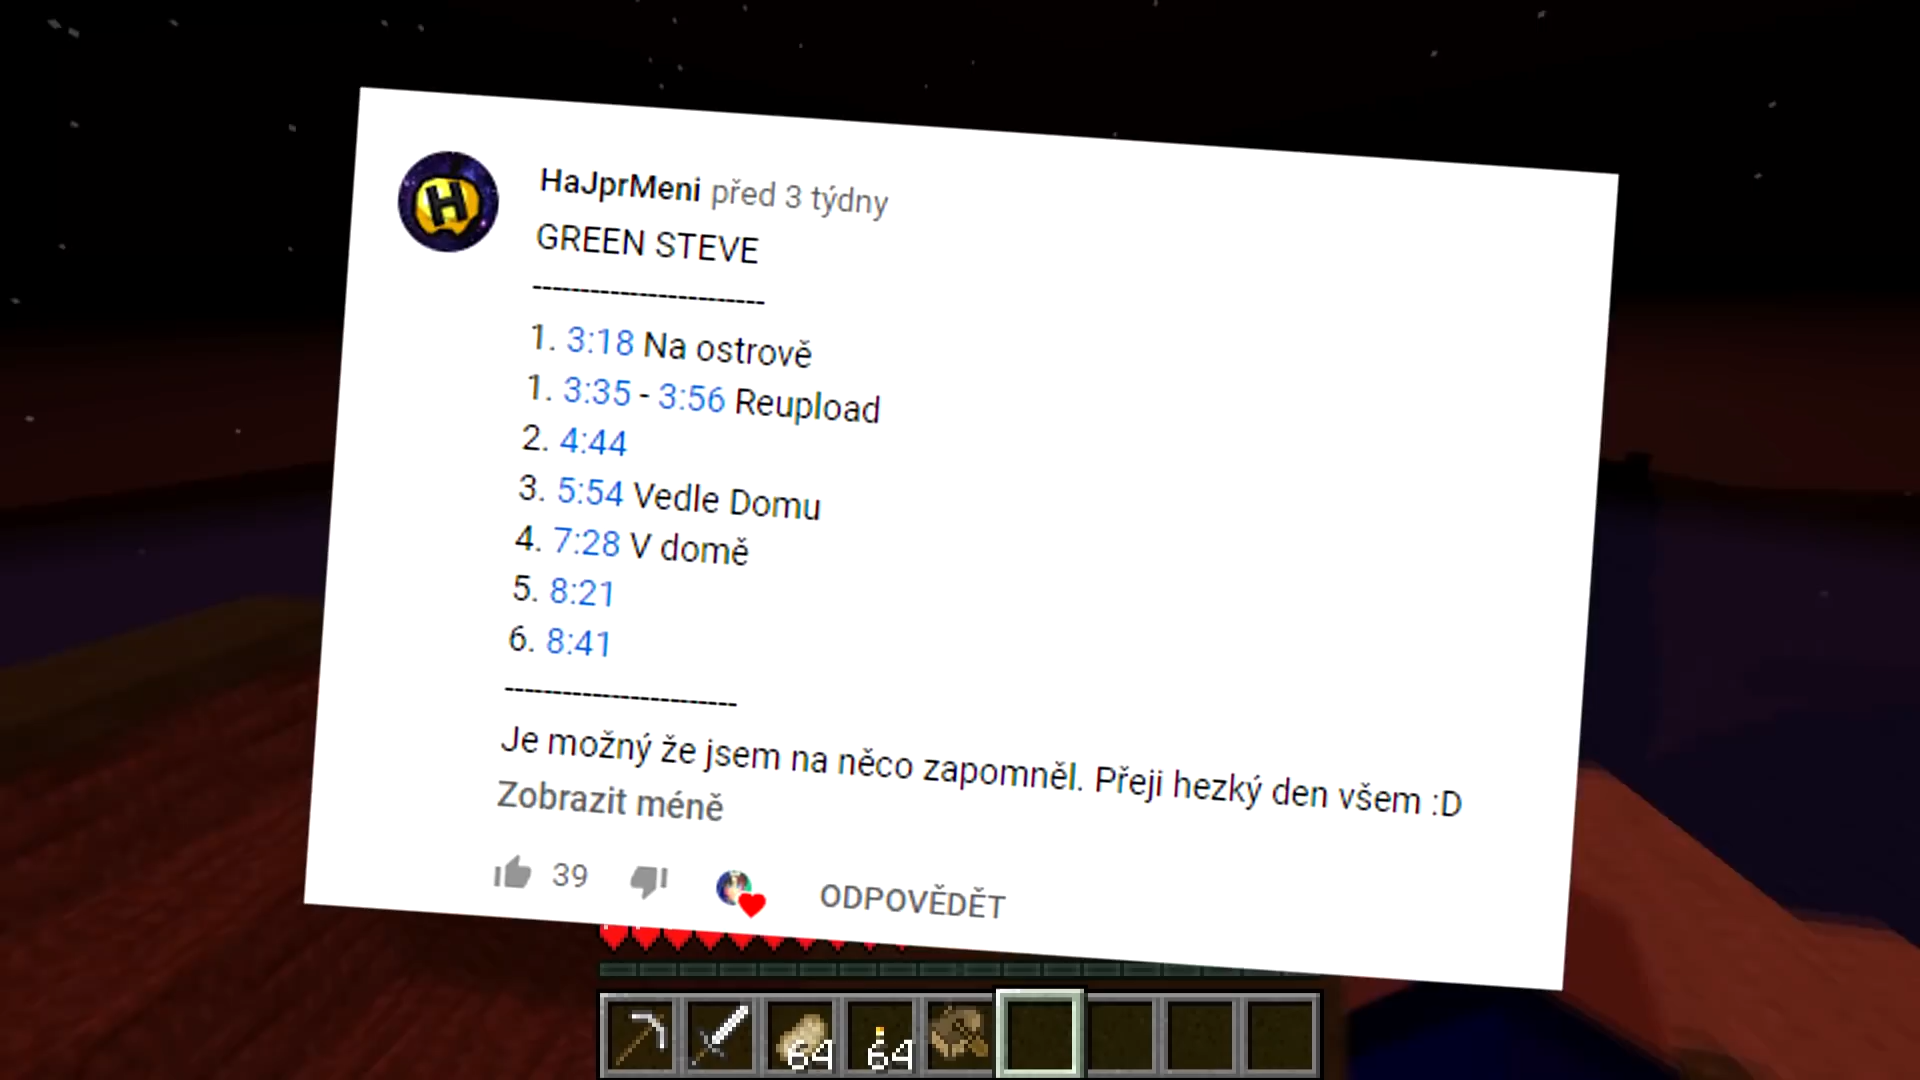 H
HaJprMeni před 3 týdny
GREEN STEVE
------------------------
1. 3:18 Na ostrově
1. 3:35 - 3:56 Reupload
2. 4:44
3. 5:54 Vedle Domu
4. 7:28 V domě
5. 8:21
6. 8:41
------------------------
Je možný že jsem na něco zapomněl. Přeji hezký den všem :D
Zobrazit méně
39 ODPOVĚDĚT
64 64